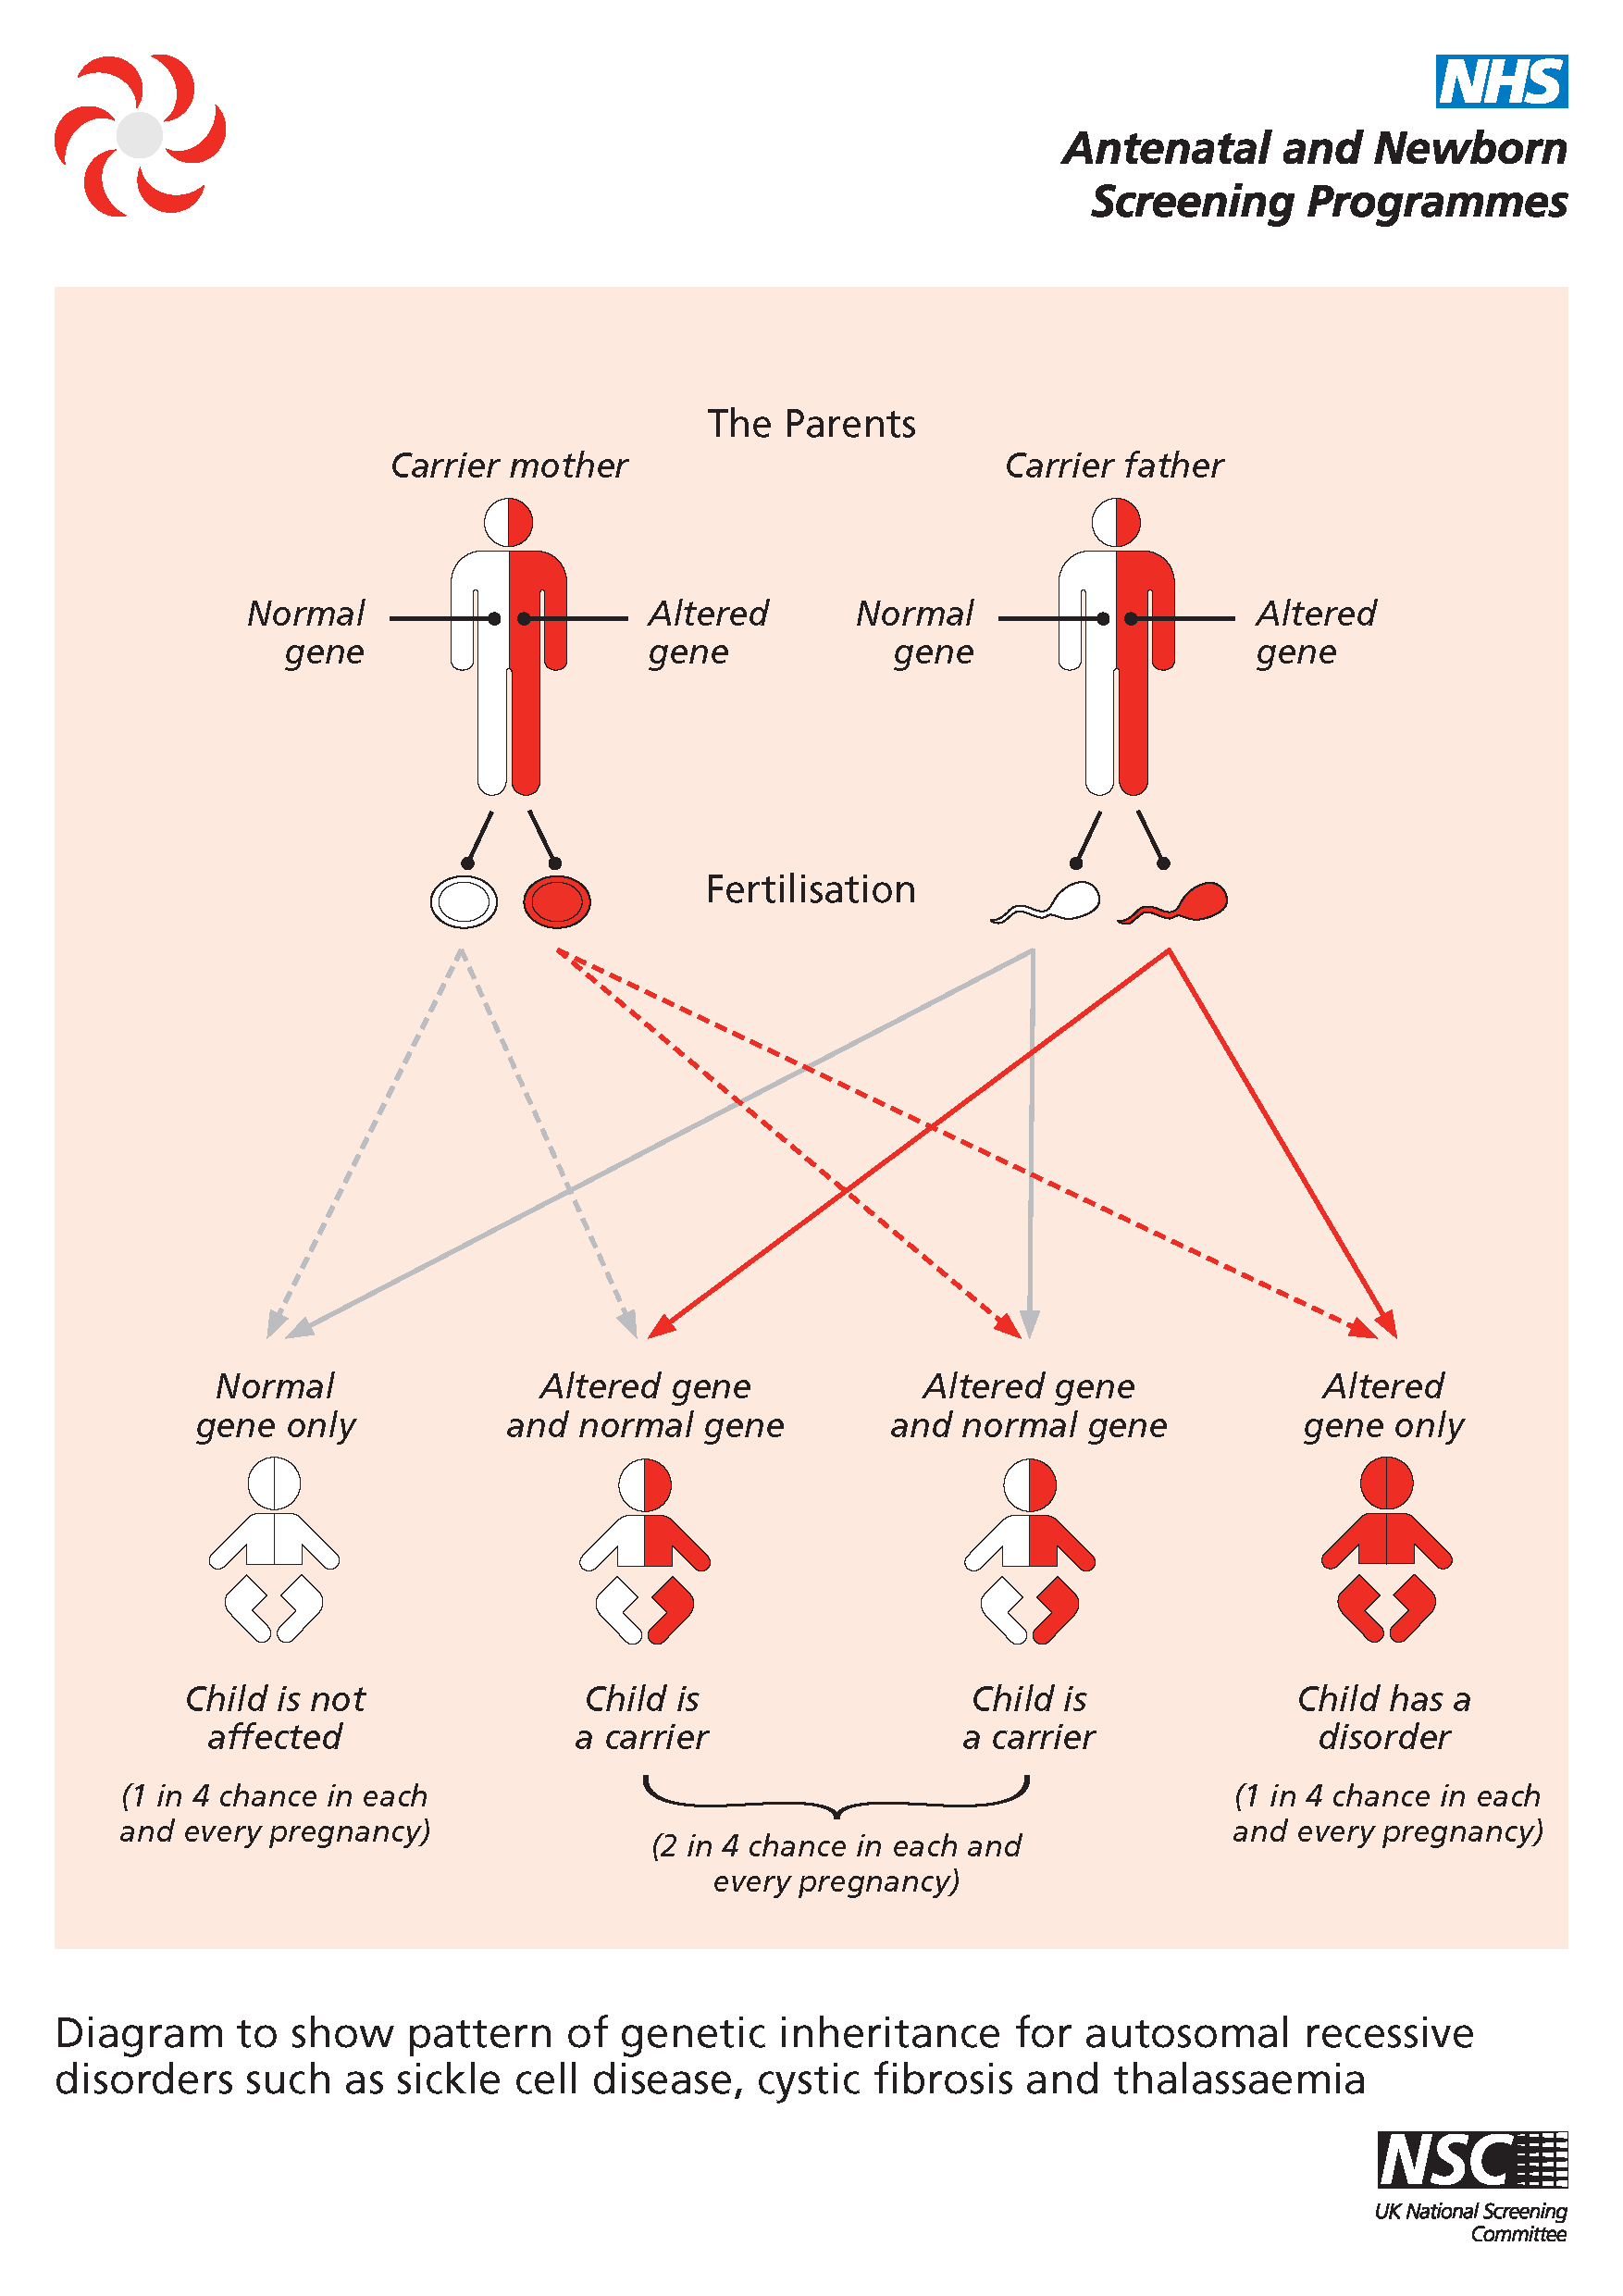 NHS
Antenatal and Newborn
Screening Programmes
The Parents
Carrier mother
Carrier father
Normal
gene
Altered
gene
Normal
gene
Altered
gene
Fertilisation
Normal
gene only
Altered gene
and normal gene
Altered gene
and normal gene
Altered
gene only
Child is not
affected
Child is
a carrier
Child is
a carrier
Child has a
disorder
(1 in 4 chance in each
and every pregnancy)
(2 in 4 chance in each and
every pregnancy)
(1 in 4 chance in each
and every pregnancy)
Diagram to show pattern of genetic inheritance for autosomal recessive
disorders such as sickle cell disease, cystic fibrosis and thalassaemia
NSC
UK National Screening
Committee